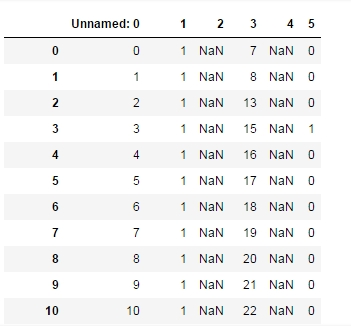 Unnamed: 0 1 2 3 4 5
0 0 1 NaN 7 NaN 0
1 1 1 NaN 8 NaN 0
2 2 1 NaN 13 NaN 0
3 3 1 NaN 15 NaN 1
4 4 1 NaN 16 NaN 0
5 5 1 NaN 17 NaN 0
6 6 1 NaN 18 NaN 0
7 7 1 NaN 19 NaN 0
8 8 1 NaN 20 NaN 0
9 9 1 NaN 21 NaN 0
10 10 1 NaN 22 NaN 0